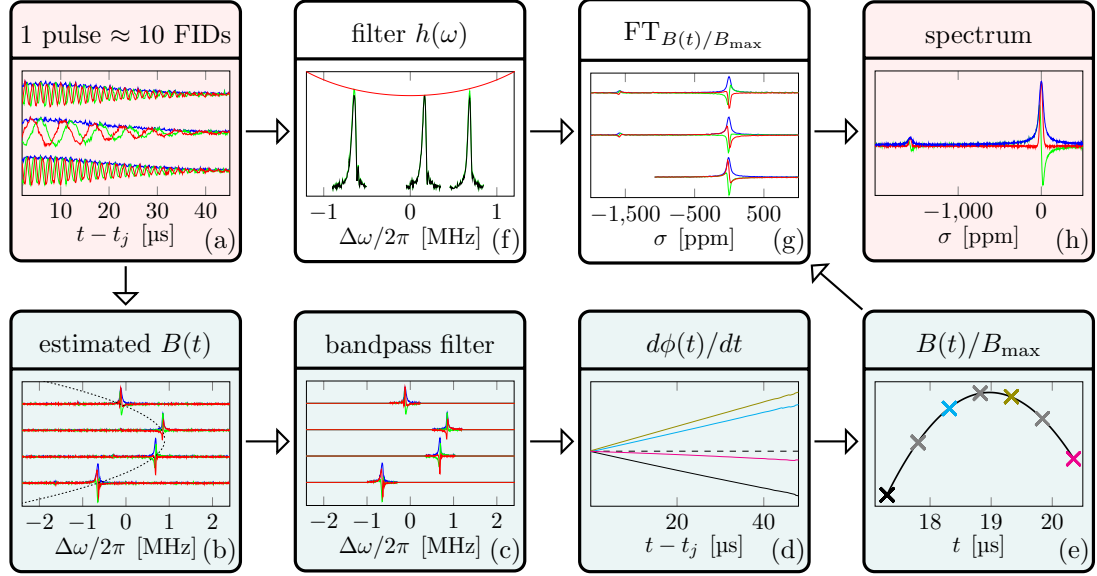 1 pulse ≈ 10 FIDs
10 20 30 40
t − tⱼ [µs]
(a)
filter h(ω)
−1 0 1
Δω/2π [MHz]
(f)
FT_{B(t)/B_max}
−1,500 −500 500
σ [ppm]
(g)
spectrum
−1,000 0
σ [ppm]
(h)
estimated B(t)
−2 −1 0 1 2
Δω/2π [MHz]
(b)
bandpass filter
−2 −1 0 1 2
Δω/2π [MHz]
(c)
dϕ(t)/dt
20 40
t − tⱼ [µs]
(d)
B(t)/B_max
18 19 20
t [µs]
(e)